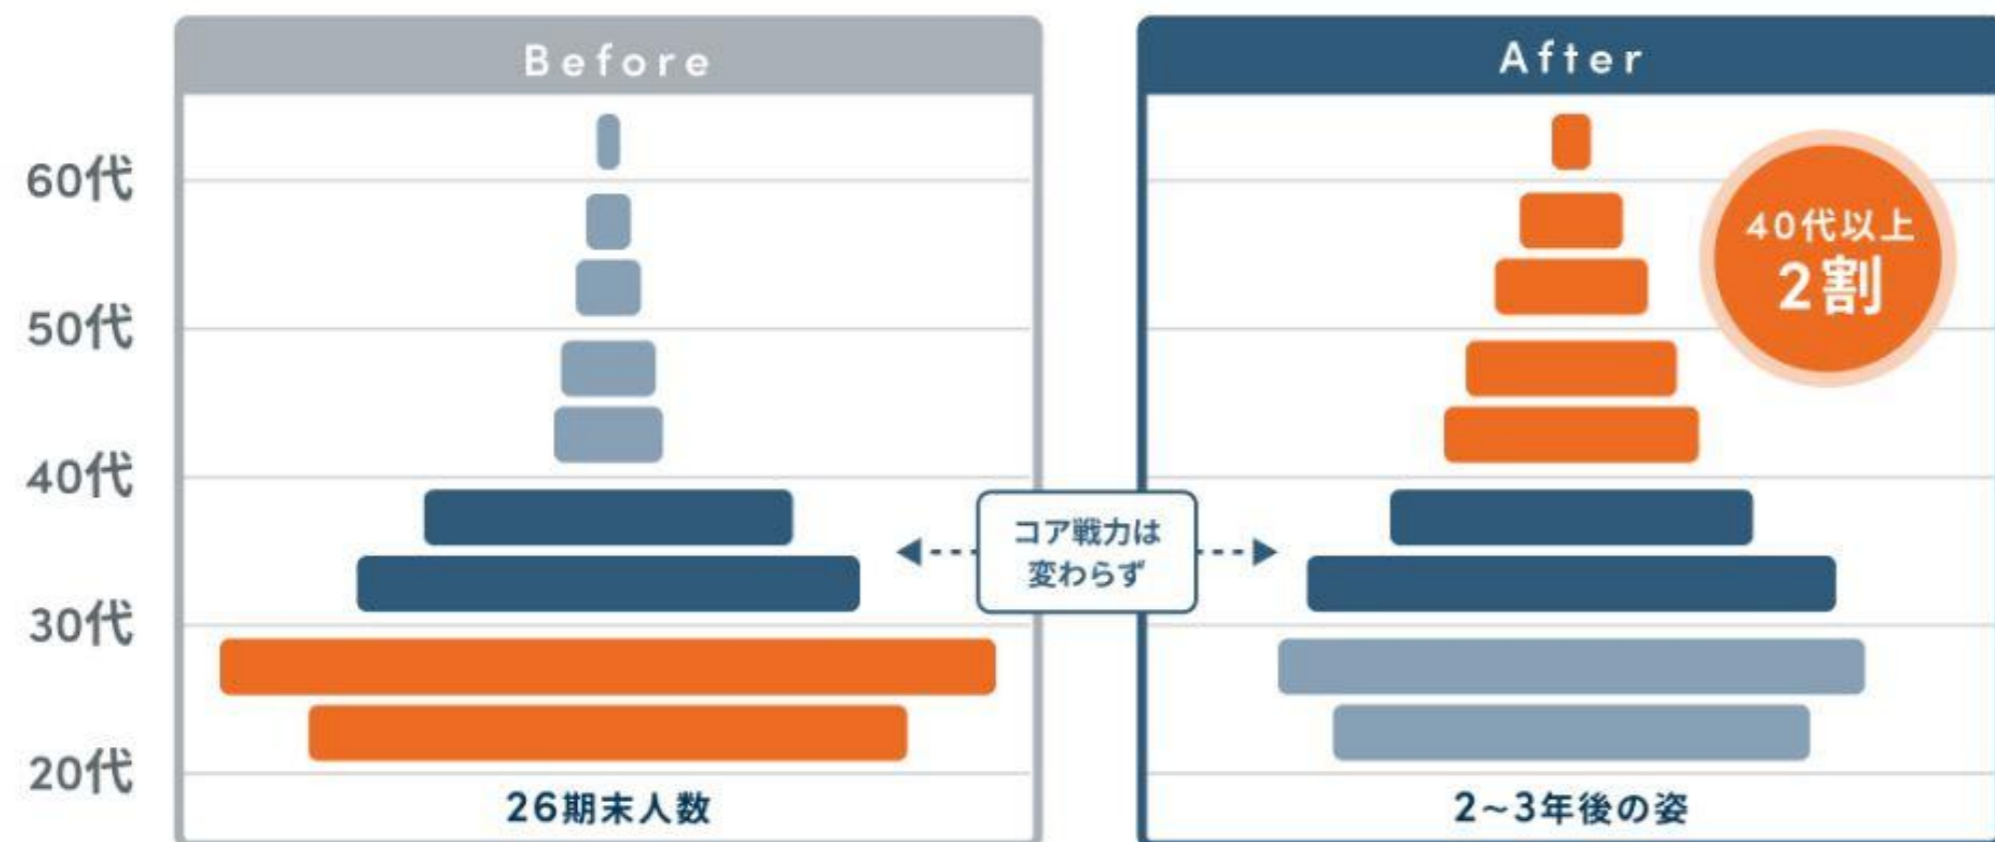 Before
After
60代
50代
40代
30代
20代
40代以上
2割
コア戦力は
変わらず
26期末人数
2~3年後の姿